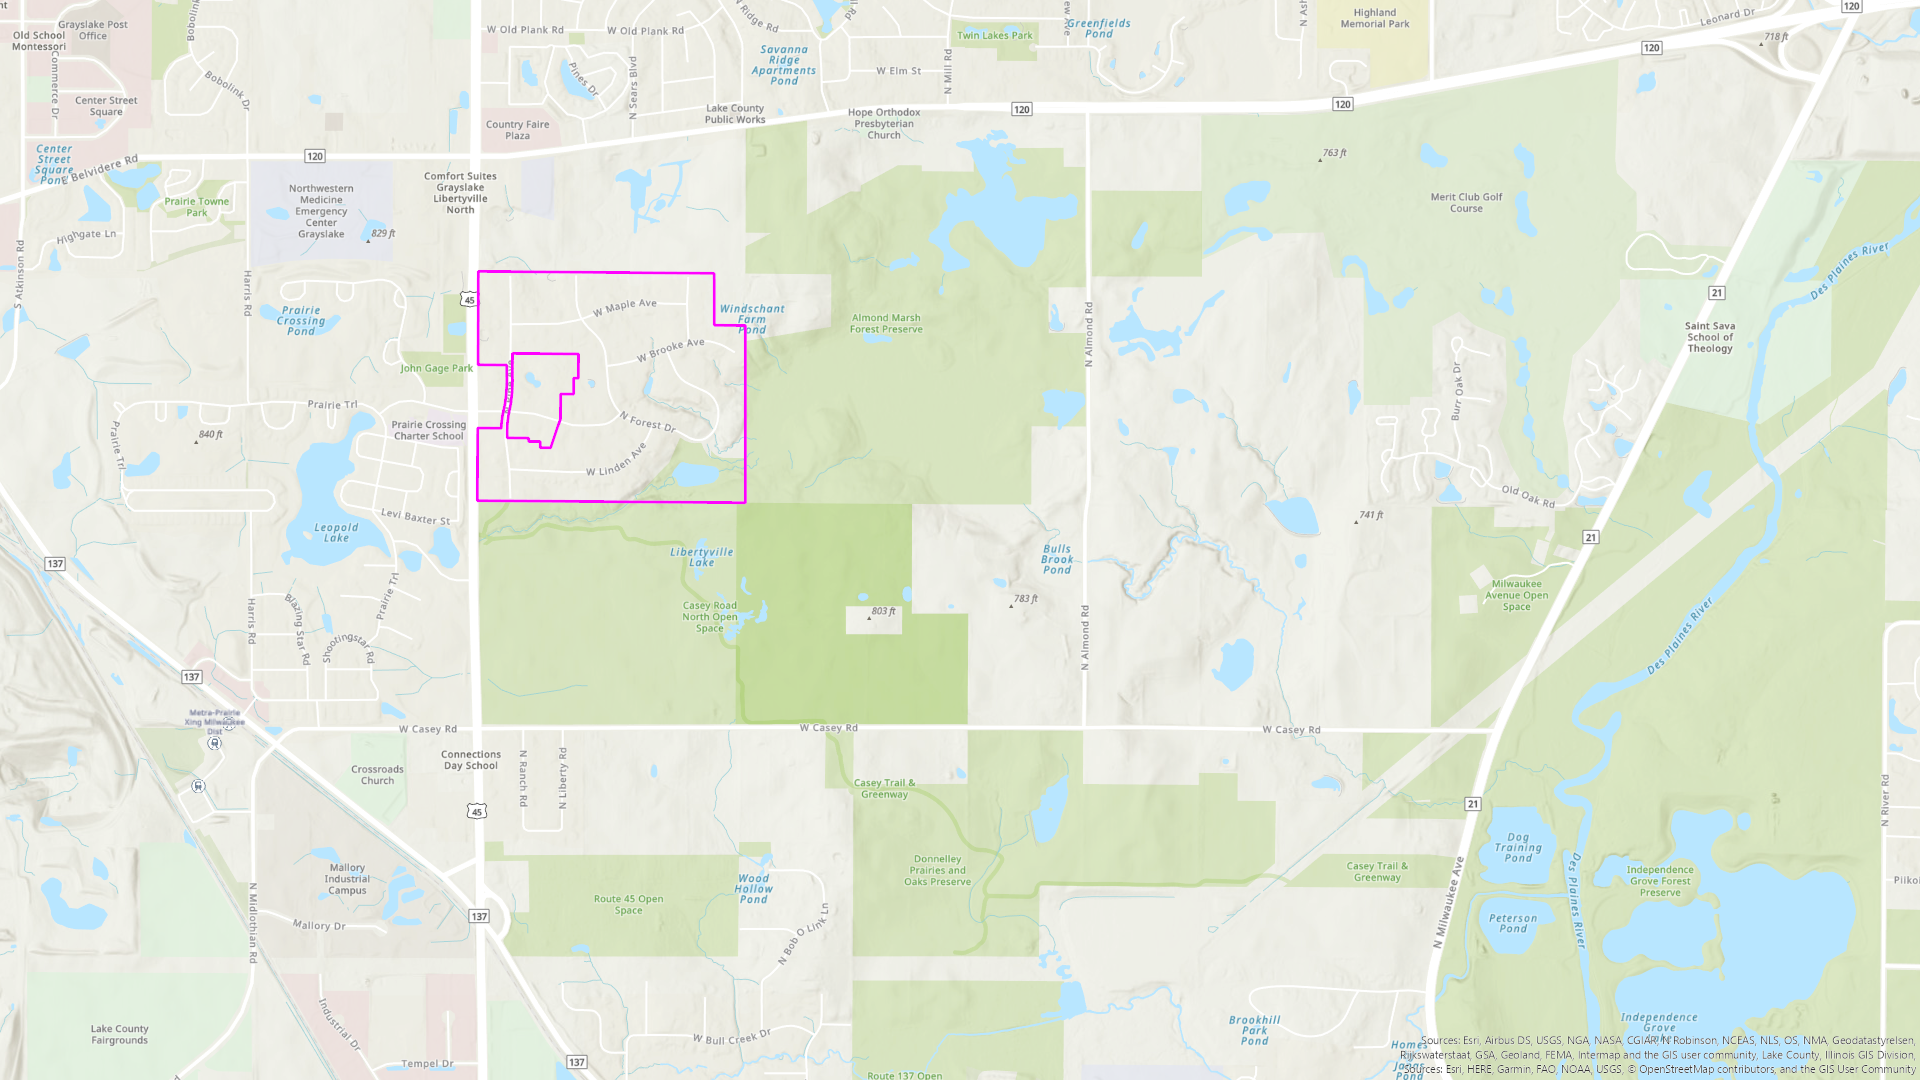 Grayslake Post
Office
Old School
Montessori
Commerce Dr
Bobolink Dr
Center Street
Square
Center
Street
Square
Pond
E Belvidere Rd
120
W Old Plank Rd
W Old Plank Rd
W Ridge Rd
Pines Dr
N Sears Blvd
Country Faire
Plaza
Savanna
Ridge
Apartments
Pond
Lake County
Public Works
W Elm St
N Mill Rd
Twin Lakes Park
Greenfields
Pond
Hope Orthodox
Presbyterian
Church
120
120
120
120
Highland
Memorial Park
Leonard Dr
718 ft
763 ft
Merit Club Golf
Course
Northwestern
Medicine
Emergency
Center
Grayslake
829 ft
Comfort Suites
Grayslake
Libertyville
North
Prairie Towne
Park
Highgate Ln
S Atkinson Rd
Harris Rd
Prairie
Crossing
Pond
45
W Maple Ave
W Brooke Ave
Windschant
Farm
Pond
Almond Marsh
Forest Preserve
N Almond Rd
21
Des Plaines River
Saint Sava
School of
Theology
John Gage Park
Prairie Trl
Prairie Trl
840 ft
Prairie Crossing
Charter School
N Forest Dr
W Linden Ave
Burr Oak Dr
Old Oak Rd
Leopold
Lake
Levi Baxter St
137
Libertyville
Lake
Bulls
Brook
Pond
741 ft
21
Harris Rd
Blazing Star Rd
Shootingstar Rd
Prairie Trl
Casey Road
North Open
Space
803 ft
783 ft
N Almond Rd
Milwaukee
Avenue Open
Space
Des Plaines River
137
Metra-Prairie
Xing Milwaukee
Dist
W Casey Rd
W Casey Rd
W Casey Rd
Connections
Day School
Crossroads
Church
N Ranch Rd
N Liberty Rd
45
Casey Trail &
Greenway
21
N River Rd
Mallory
Industrial
Campus
Mallory Dr
N Midlothian Rd
137
Route 45 Open
Space
Wood
Hollow
Pond
N Bob O Link Ln
Donnelley
Prairies and
Oaks Preserve
Casey Trail &
Greenway
Dog
Training
Pond
Peterson
Pond
Des Plaines River
Independence
Grove Forest
Preserve
N Milwaukee Ave
Lake County
Fairgrounds
Industrial Dr
Tempel Dr
137
W Bull Creek Dr
Route 137 Open
Brookhill
Park
Pond
Independence
Grove
Sources: Esri, Airbus DS, USGS, NGA, NASA, CGIAR, N Robinson, NCEAS, NLS, OS, NMA, Geodatastyrelsen,
Rijkswaterstaat, GSA, Geoland, FEMA, Intermap and the GIS user community, Lake County, Illinois GIS Division,
Sources: Esri, HERE, Garmin, FAO, NOAA, USGS, © OpenStreetMap contributors, and the GIS User Community